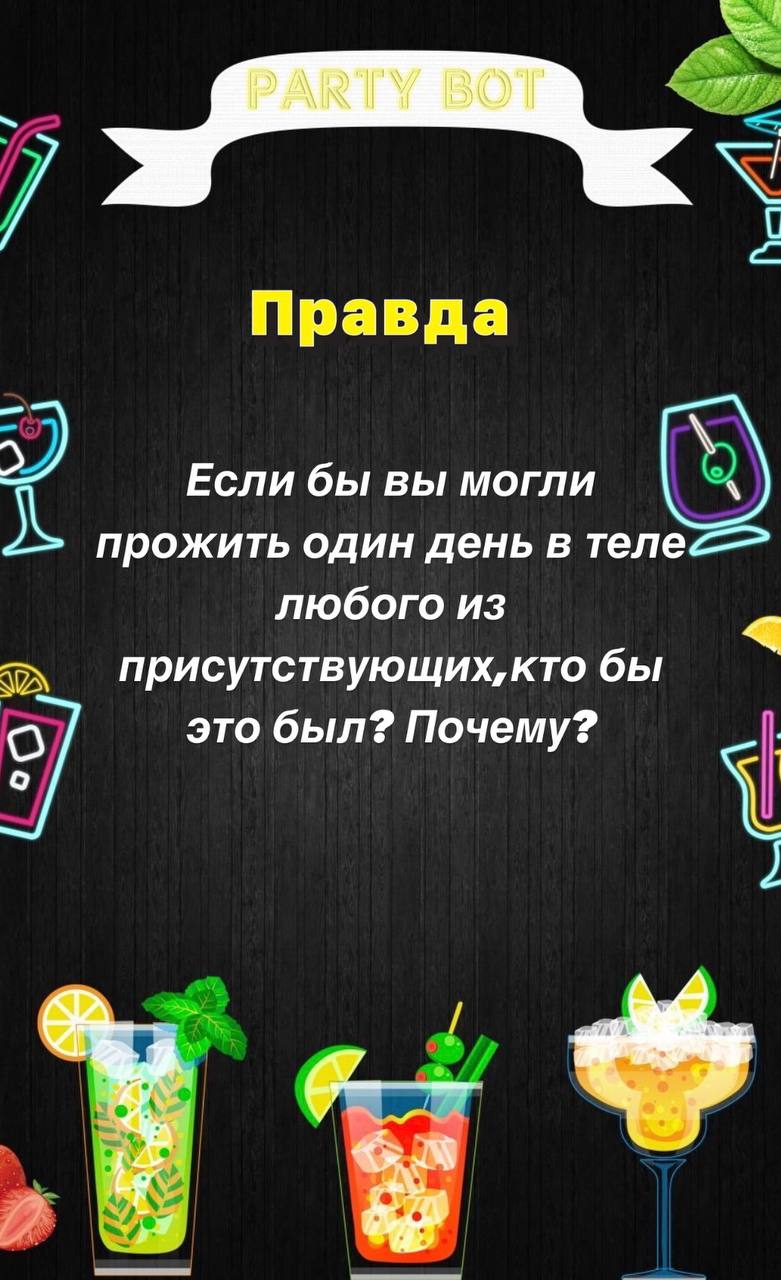 PARTY BOT
Правда
Если бы вы могли
прожить один день в теле
любого из
присутствующих,кто бы
это был? Почему?